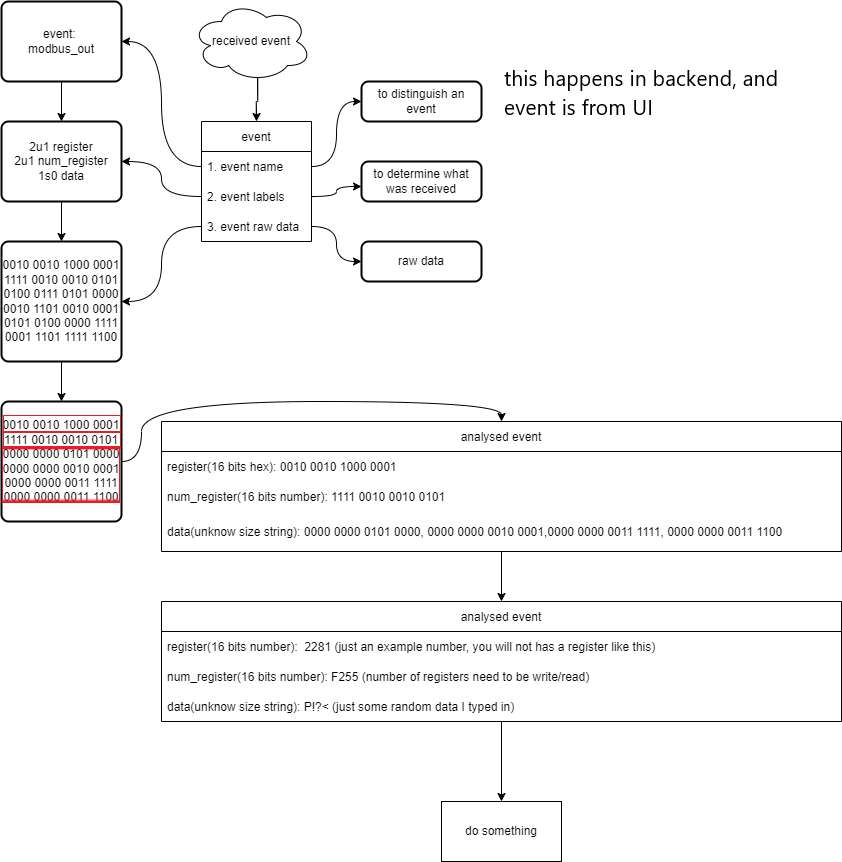 event:
modbus_out
received event
this happens in backend, and
event is from UI
to distinguish an
event
event
1. event name
2. event labels
3. event raw data
to determine what
was received
raw data
2u1 register
2u1 num_register
1s0 data
0010 0010 1000 0001
1111 0010 0010 0101
0100 0111 0101 0000
0010 1101 0010 0001
0101 0100 0000 1111
0001 1101 1111 1100
0010 0010 1000 0001
1111 0010 0010 0101
0000 0000 0101 0000
0000 0000 0010 0001
0000 0000 0011 1111
0000 0000 0011 1100
analysed event
register(16 bits hex): 0010 0010 1000 0001
num_register(16 bits number): 1111 0010 0010 0101
data(unknow size string): 0000 0000 0101 0000, 0000 0000 0010 0001,0000 0000 0011 1111, 0000 0000 0011 1100
analysed event
register(16 bits number): 2281 (just an example number, you will not has a register like this)
num_register(16 bits number): F255 (number of registers need to be write/read)
data(unknow size string): P!?< (just some random data I typed in)
do something